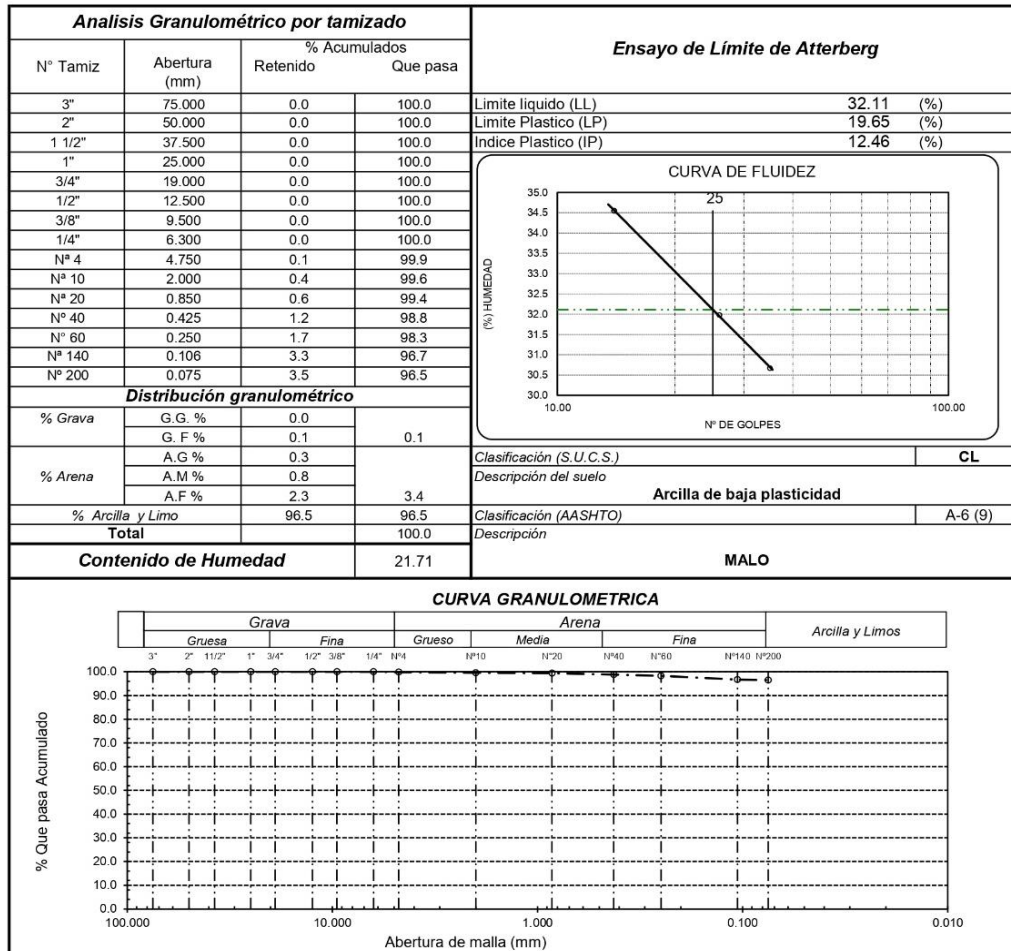 Analisis Granulométrico por tamizado
N° Tamiz Abertura (mm) % Acumulados
Retenido Que pasa
3" 75.000 0.0 100.0
2" 50.000 0.0 100.0
1 1/2" 37.500 0.0 100.0
1" 25.000 0.0 100.0
3/4" 19.000 0.0 100.0
1/2" 12.500 0.0 100.0
3/8" 9.500 0.0 100.0
1/4" 6.300 0.0 100.0
Nª 4 4.750 0.1 99.9
Nª 10 2.000 0.4 99.6
Nª 20 0.850 0.6 99.4
Nº 40 0.425 1.2 98.8
N° 60 0.250 1.7 98.3
Nª 140 0.106 3.3 96.7
Nº 200 0.075 3.5 96.5
Distribución granulométrico
% Grava G.G. % 0.0
G. F % 0.1 0.1
% Arena A.G % 0.3
A.M % 0.8
A.F % 2.3 3.4
% Arcilla y Limo 96.5 96.5
Total 100.0
Contenido de Humedad 21.71
Ensayo de Límite de Atterberg
Limite liquido (LL) 32.11 (%)
Limite Plastico (LP) 19.65 (%)
Indice Plastico (IP) 12.46 (%)
CURVA DE FLUIDEZ
25
35.0
34.5
34.0
33.5
33.0
32.5
32.0
31.5
31.0
30.5
30.0
(%) HUMEDAD
10.00 100.00
Nº DE GOLPES
Clasificación (S.U.C.S.) CL
Descripción del suelo
Arcilla de baja plasticidad
Clasificación (AASHTO) A-6 (9)
Descripción
MALO
CURVA GRANULOMETRICA
Grava Arena Arcilla y Limos
Gruesa Fina Grueso Media Fina
3" 2" 11/2" 1" 3/4" 1/2" 3/8" 1/4" Nº4 Nº10 Nº20 Nº40 N°60 Nº140 Nº200
100.0
90.0
80.0
70.0
60.0
50.0
40.0
30.0
20.0
10.0
0.0
% Que pasa Acumulado
100.000 10.000 1.000 0.100 0.010
Abertura de malla (mm)